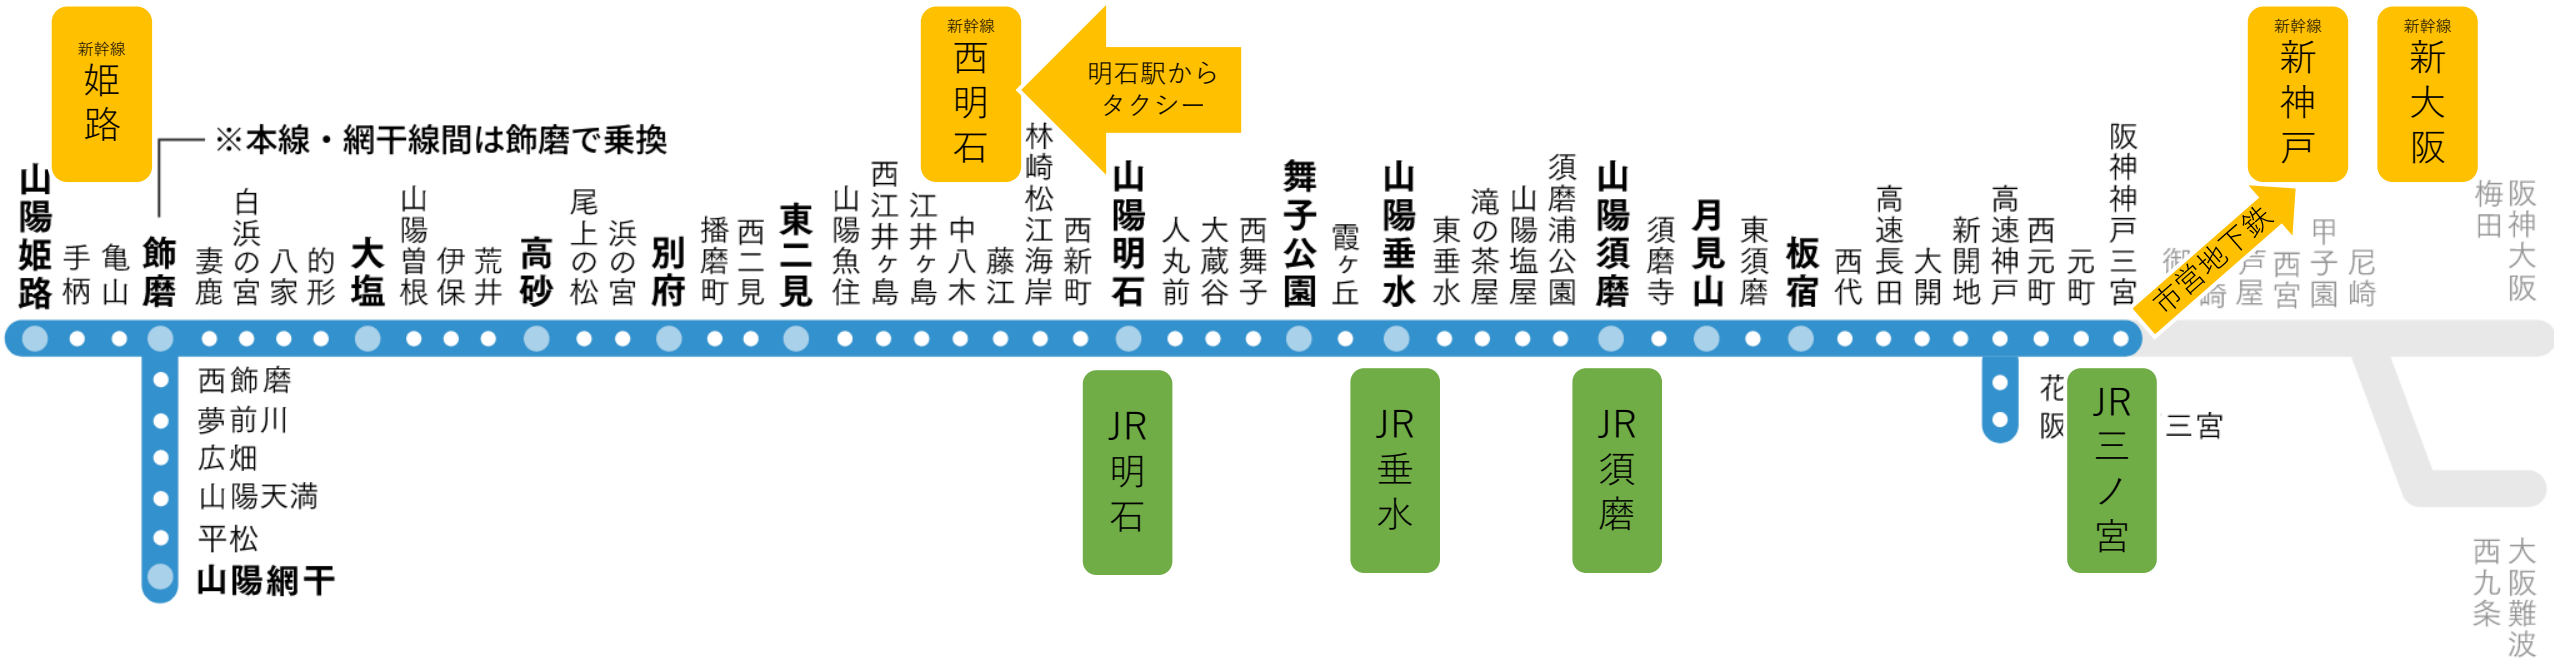 新幹線
姫路
新幹線
西明石
明石駅から
タクシー
新幹線
新神戸
新幹線
新大阪
※本線・網干線間は飾磨で乗換
山陽姫路
手柄
亀山
飾磨
妻鹿
白浜の宮
八家
的形
大塩
山陽曽根
伊保
荒井
高砂
尾上の松
浜の宮
別府
播磨町
西二見
東二見
山陽魚住
西江井ヶ島
江井ヶ島
中八木
藤江
林崎松江海岸
西新町
山陽明石
人丸前
大蔵谷
西舞子
舞子公園
霞ヶ丘
山陽垂水
東垂水
滝の茶屋
山陽塩屋
須磨浦公園
山陽須磨
須磨寺
月見山
東須磨
板宿
西代
高速長田
大開
新開地
高速神戸
西元町
元町
阪神神戸三宮
市営地下鉄
御
崎
芦屋
西宮
甲子園
尼崎
阪神大阪
梅田
西飾磨
夢前川
広畑
山陽天満
平松
山陽網干
JR明石
JR垂水
JR須磨
JR三ノ宮
花
阪
三宮
大阪難波
西九条